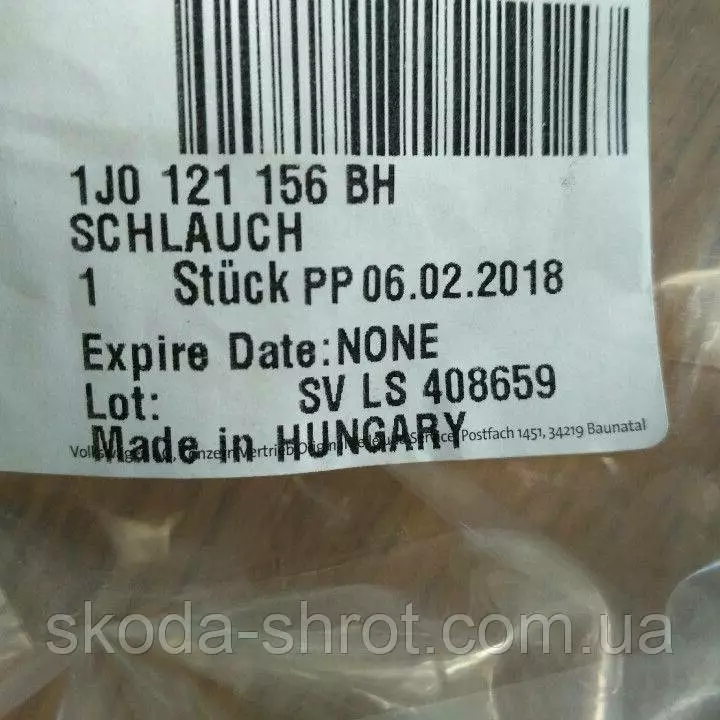 1J0 121 156 BH
SCHLAUCH
1 Stück PP 06.02.2018
Expire Date:NONE
Lot: SV LS 408659
Made in HUNGARY
Postfach 1451, 34219 Baunatal
skoda-shrot.com.ua